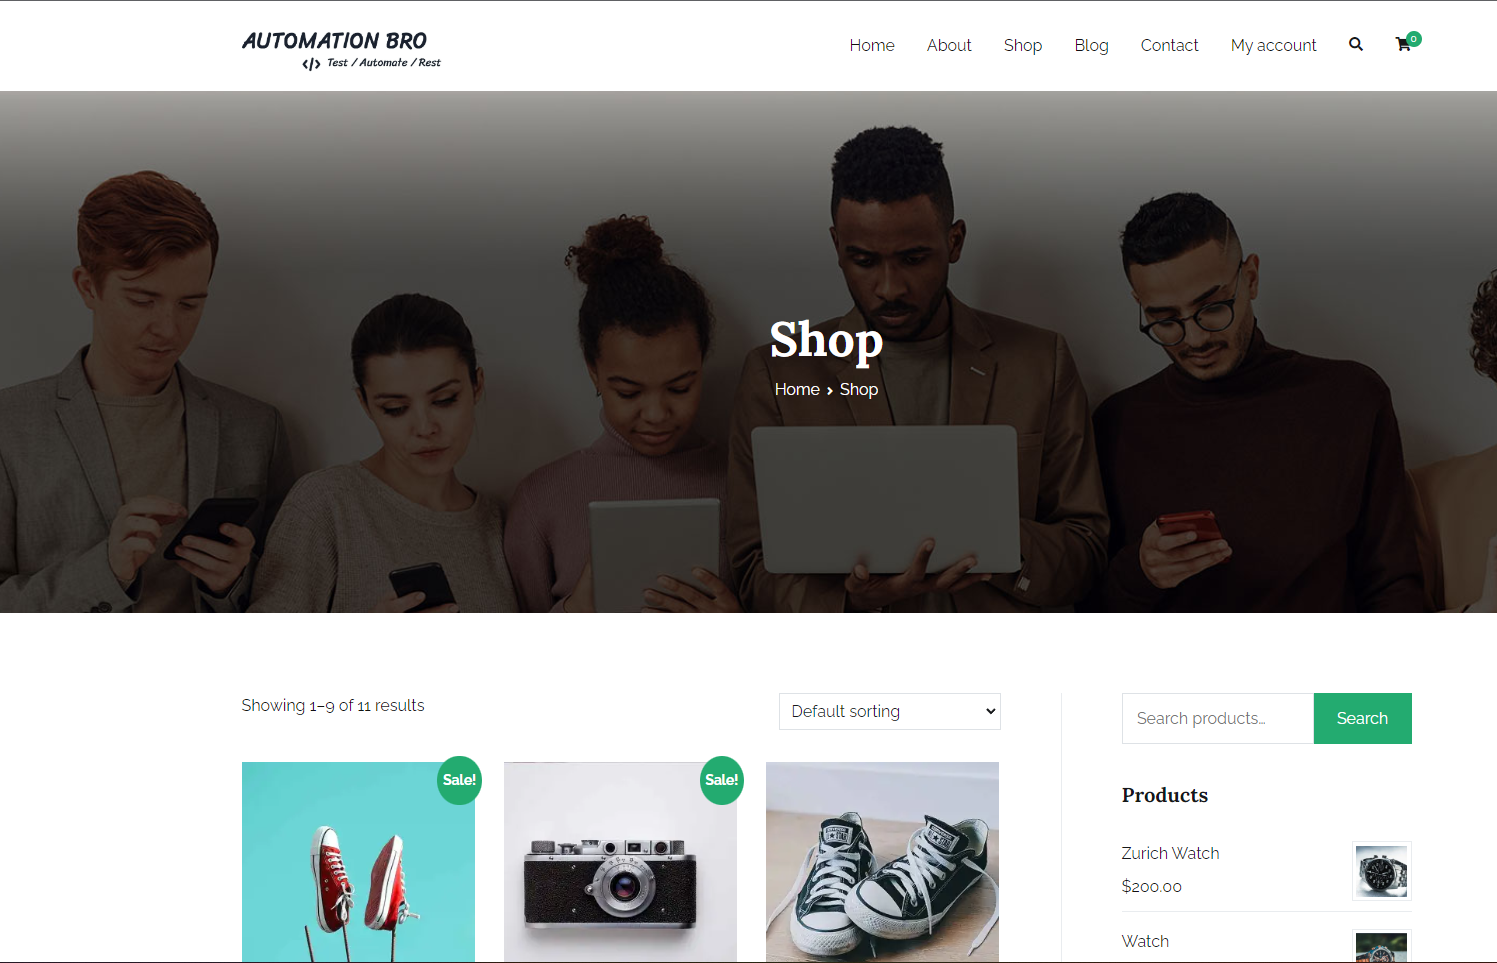 AUTOMATION BRO
</> Test / Automate / Rest
Home About Shop Blog Contact My account 0
Shop
Home › Shop
Showing 1–9 of 11 results
Default sorting
Search products…
Search
Sale!
Sale!
Products
Zurich Watch
$200.00
Watch